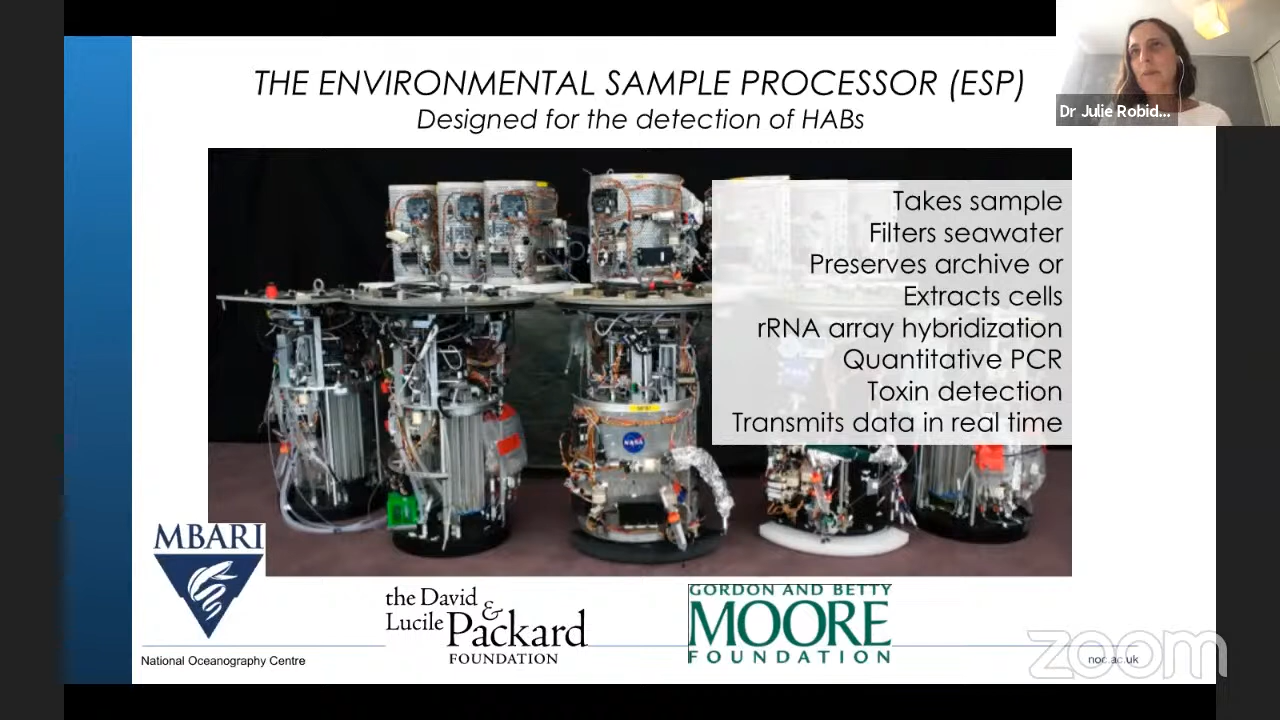 THE ENVIRONMENTAL SAMPLE PROCESSOR (ESP)
Designed for the detection of HABs
Dr Julie Robid...
Takes sample
Filters seawater
Preserves archive or
Extracts cells
rRNA array hybridization
Quantitative PCR
Toxin detection
Transmits data in real time
NASA
MBARI
the David &
Lucile Packard
FOUNDATION
GORDON AND BETTY
MOORE
FOUNDATION
National Oceanography Centre
noc.ac.uk
zoom